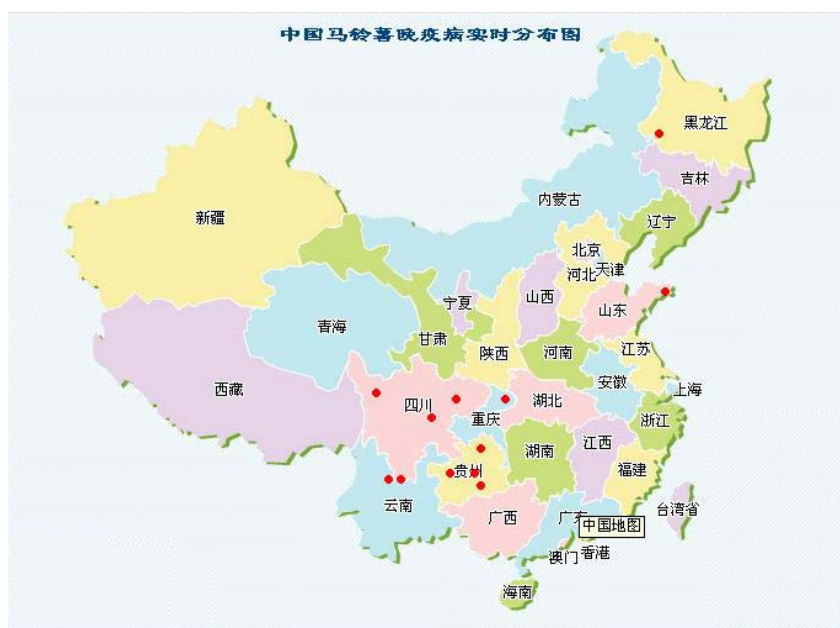 中国马铃薯晚疫病实时分布图
黑龙江
吉林
内蒙古
辽宁
新疆
北京
天津
河北
宁夏
山西
山东
青海
甘肃
陕西
河南
江苏
安徽
上海
西藏
四川
重庆
湖北
浙江
江西
湖南
贵州
福建
云南
广西
广东
台湾省
中国地图
澳门
香港
海南